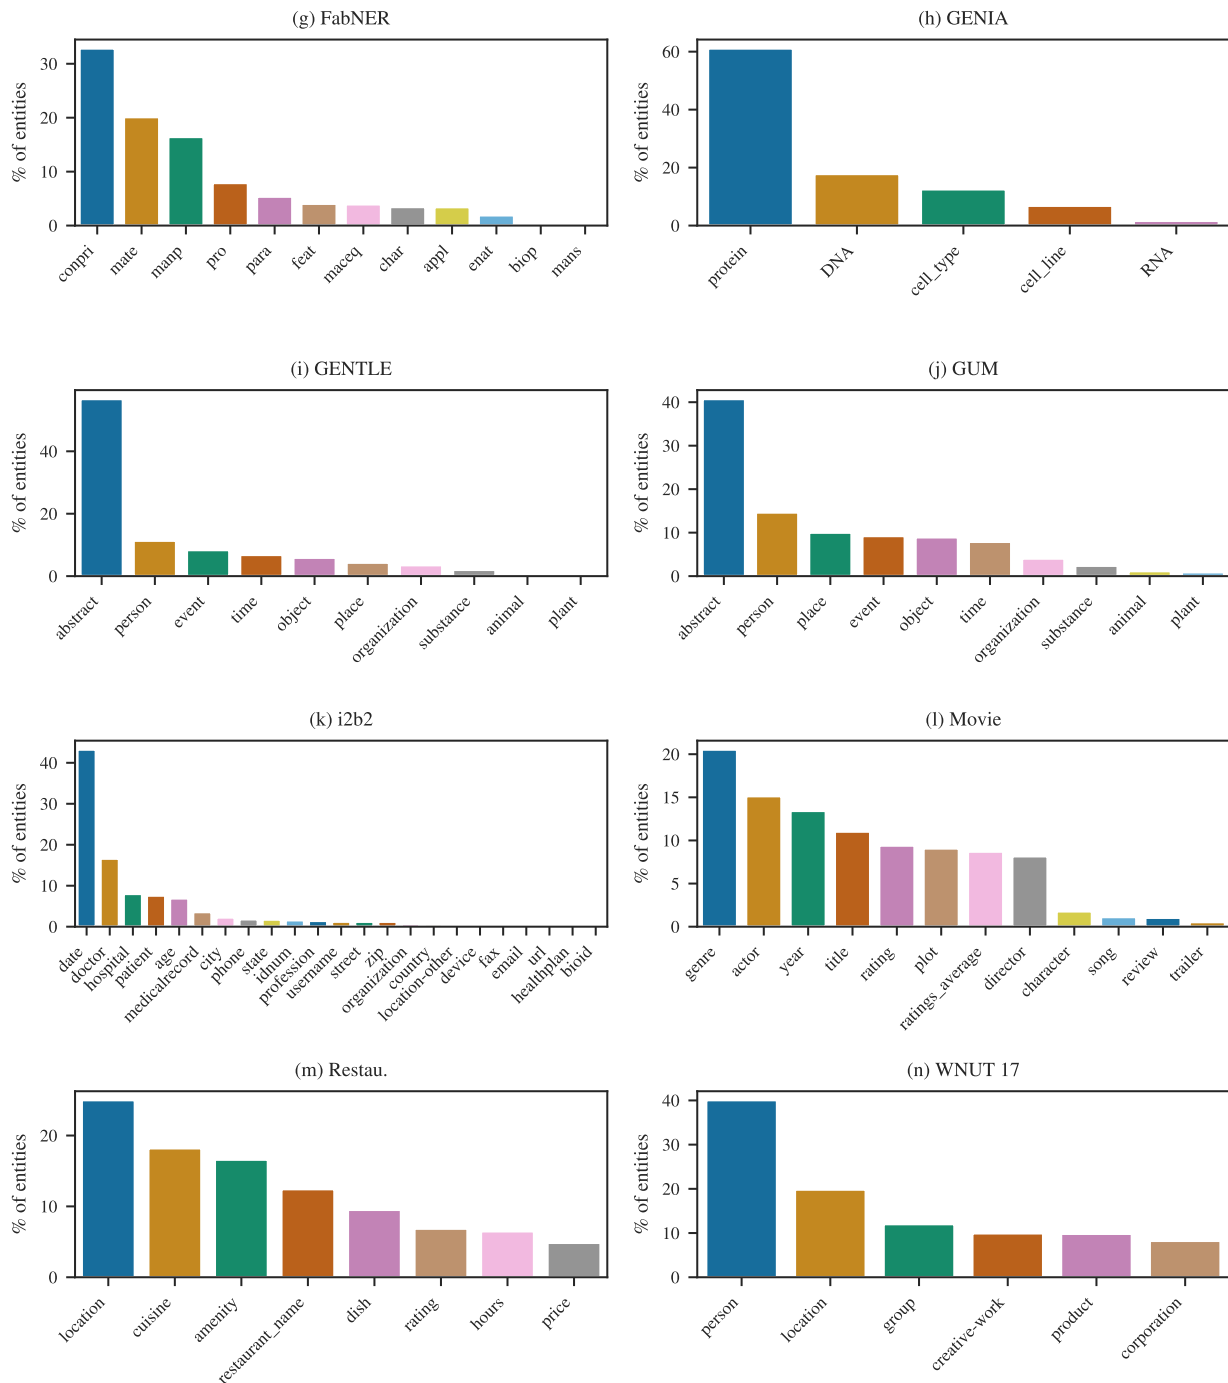 (g) FabNER
% of entities
30
20
10
0
conpri
mate
manp
pro
para
feat
maceq
char
appl
enat
biop
mans
(h) GENIA
% of entities
60
40
20
0
protein
DNA
cell_type
cell_line
RNA
(i) GENTLE
% of entities
40
20
0
abstract
person
event
time
object
place
organization
substance
animal
plant
(j) GUM
% of entities
40
30
20
10
0
abstract
person
place
event
object
time
organization
substance
animal
plant
(k) i2b2
% of entities
40
30
20
10
0
date
doctor
hospital
patient
age
medicalrecord
city
phone
state
idnum
profession
username
street
zip
organization
country
location-other
device
fax
email
url
healthplan
bioid
(l) Movie
% of entities
20
15
10
5
0
genre
actor
year
title
rating
plot
ratings_average
director
character
song
review
trailer
(m) Restau.
% of entities
20
10
0
location
cuisine
amenity
restaurant_name
dish
rating
hours
price
(n) WNUT 17
% of entities
40
30
20
10
0
person
location
group
creative-work
product
corporation